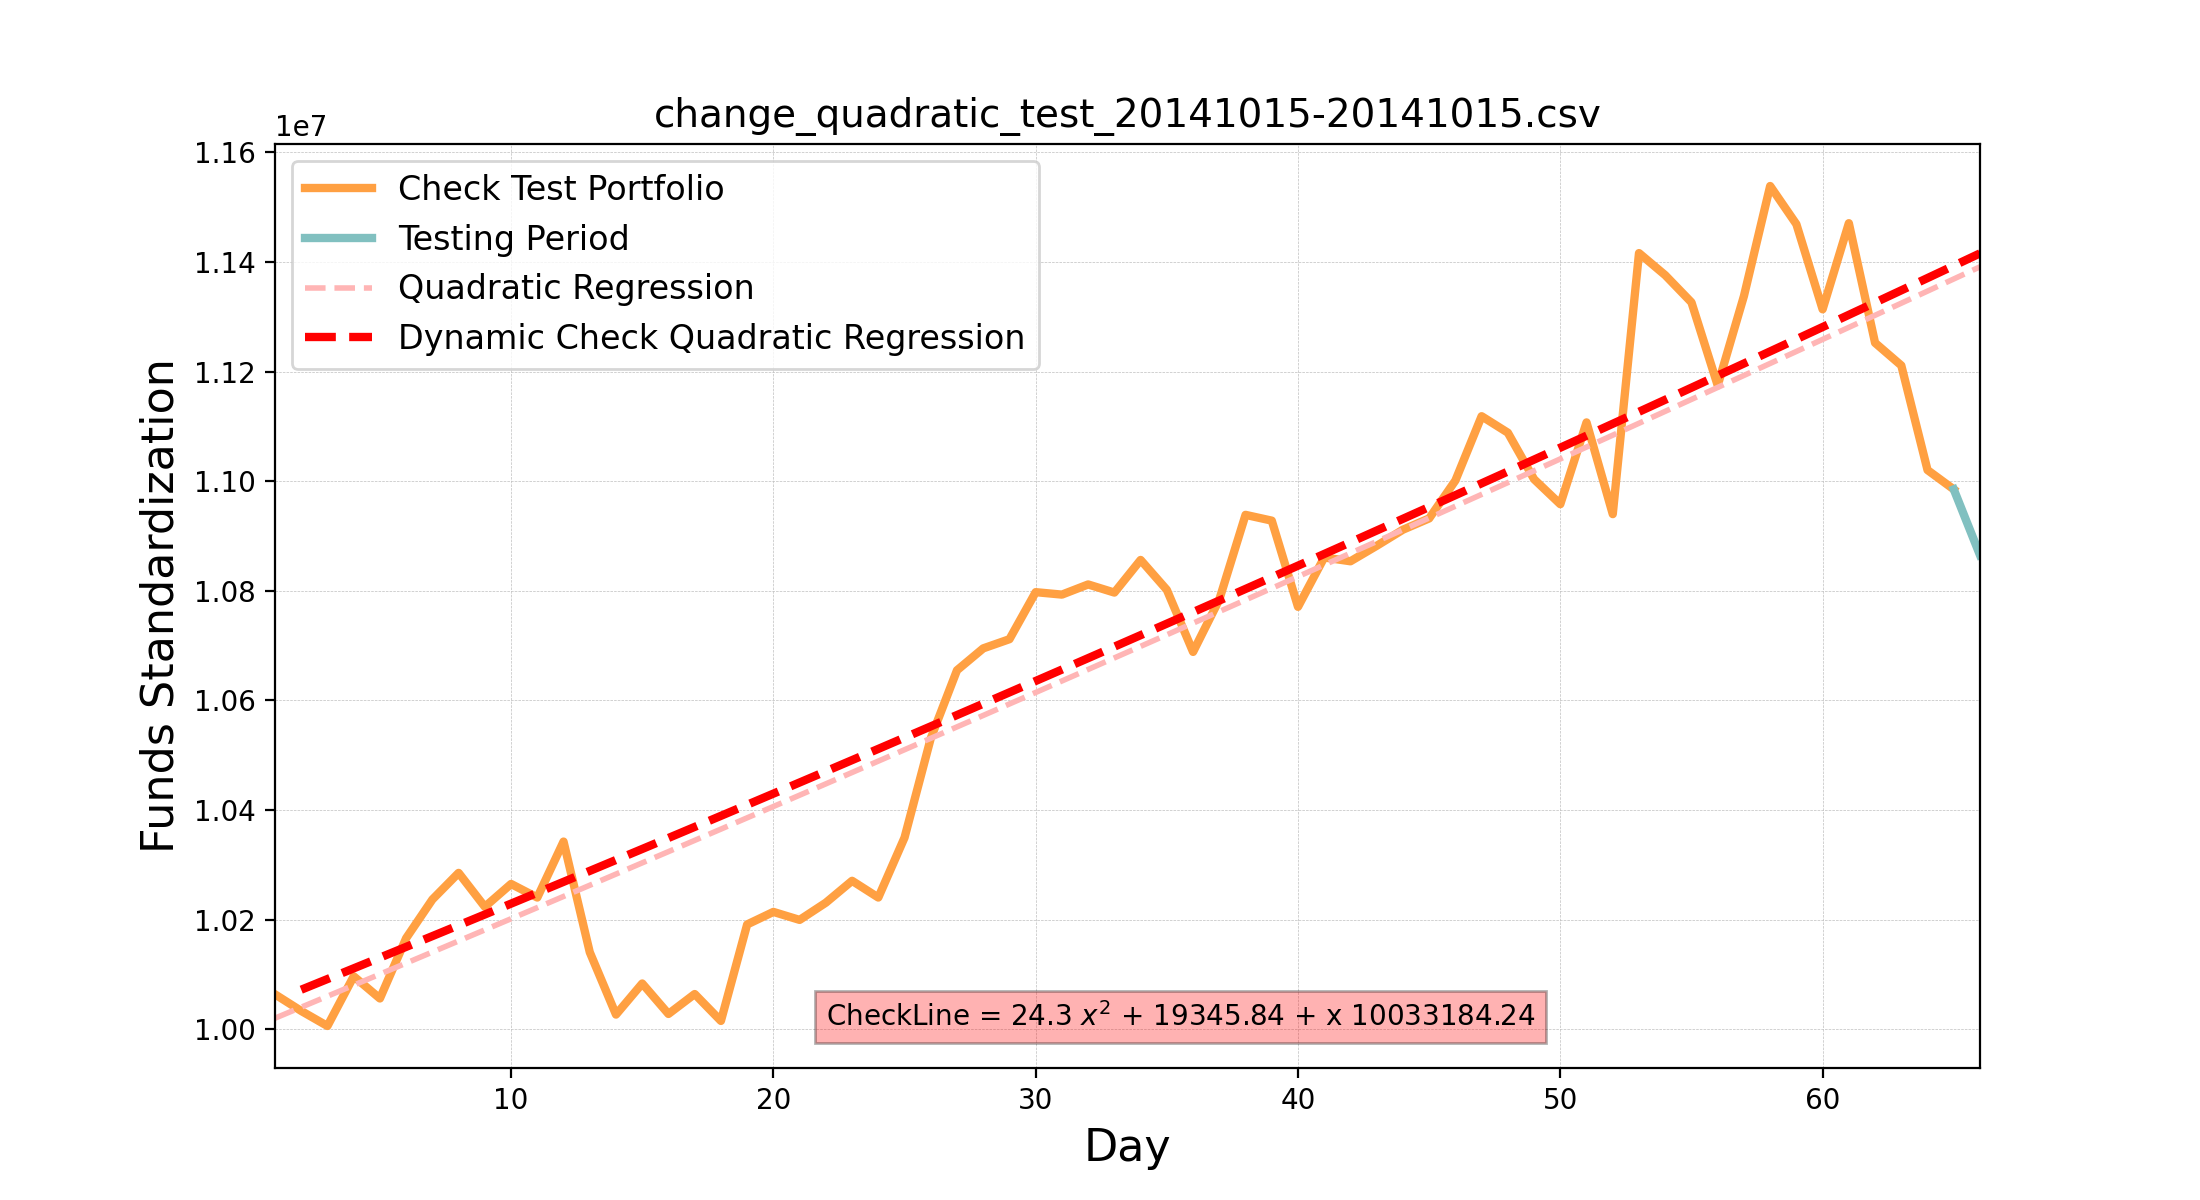 change_quadratic_test_20141015-20141015.csv
1e7
1.16
1.14
1.12
1.10
1.08
1.06
1.04
1.02
1.00
Funds Standardization
Check Test Portfolio
Testing Period
Quadratic Regression
Dynamic Check Quadratic Regression
CheckLine = 24.3 x² + 19345.84 + x 10033184.24
10 20 30 40 50 60
Day